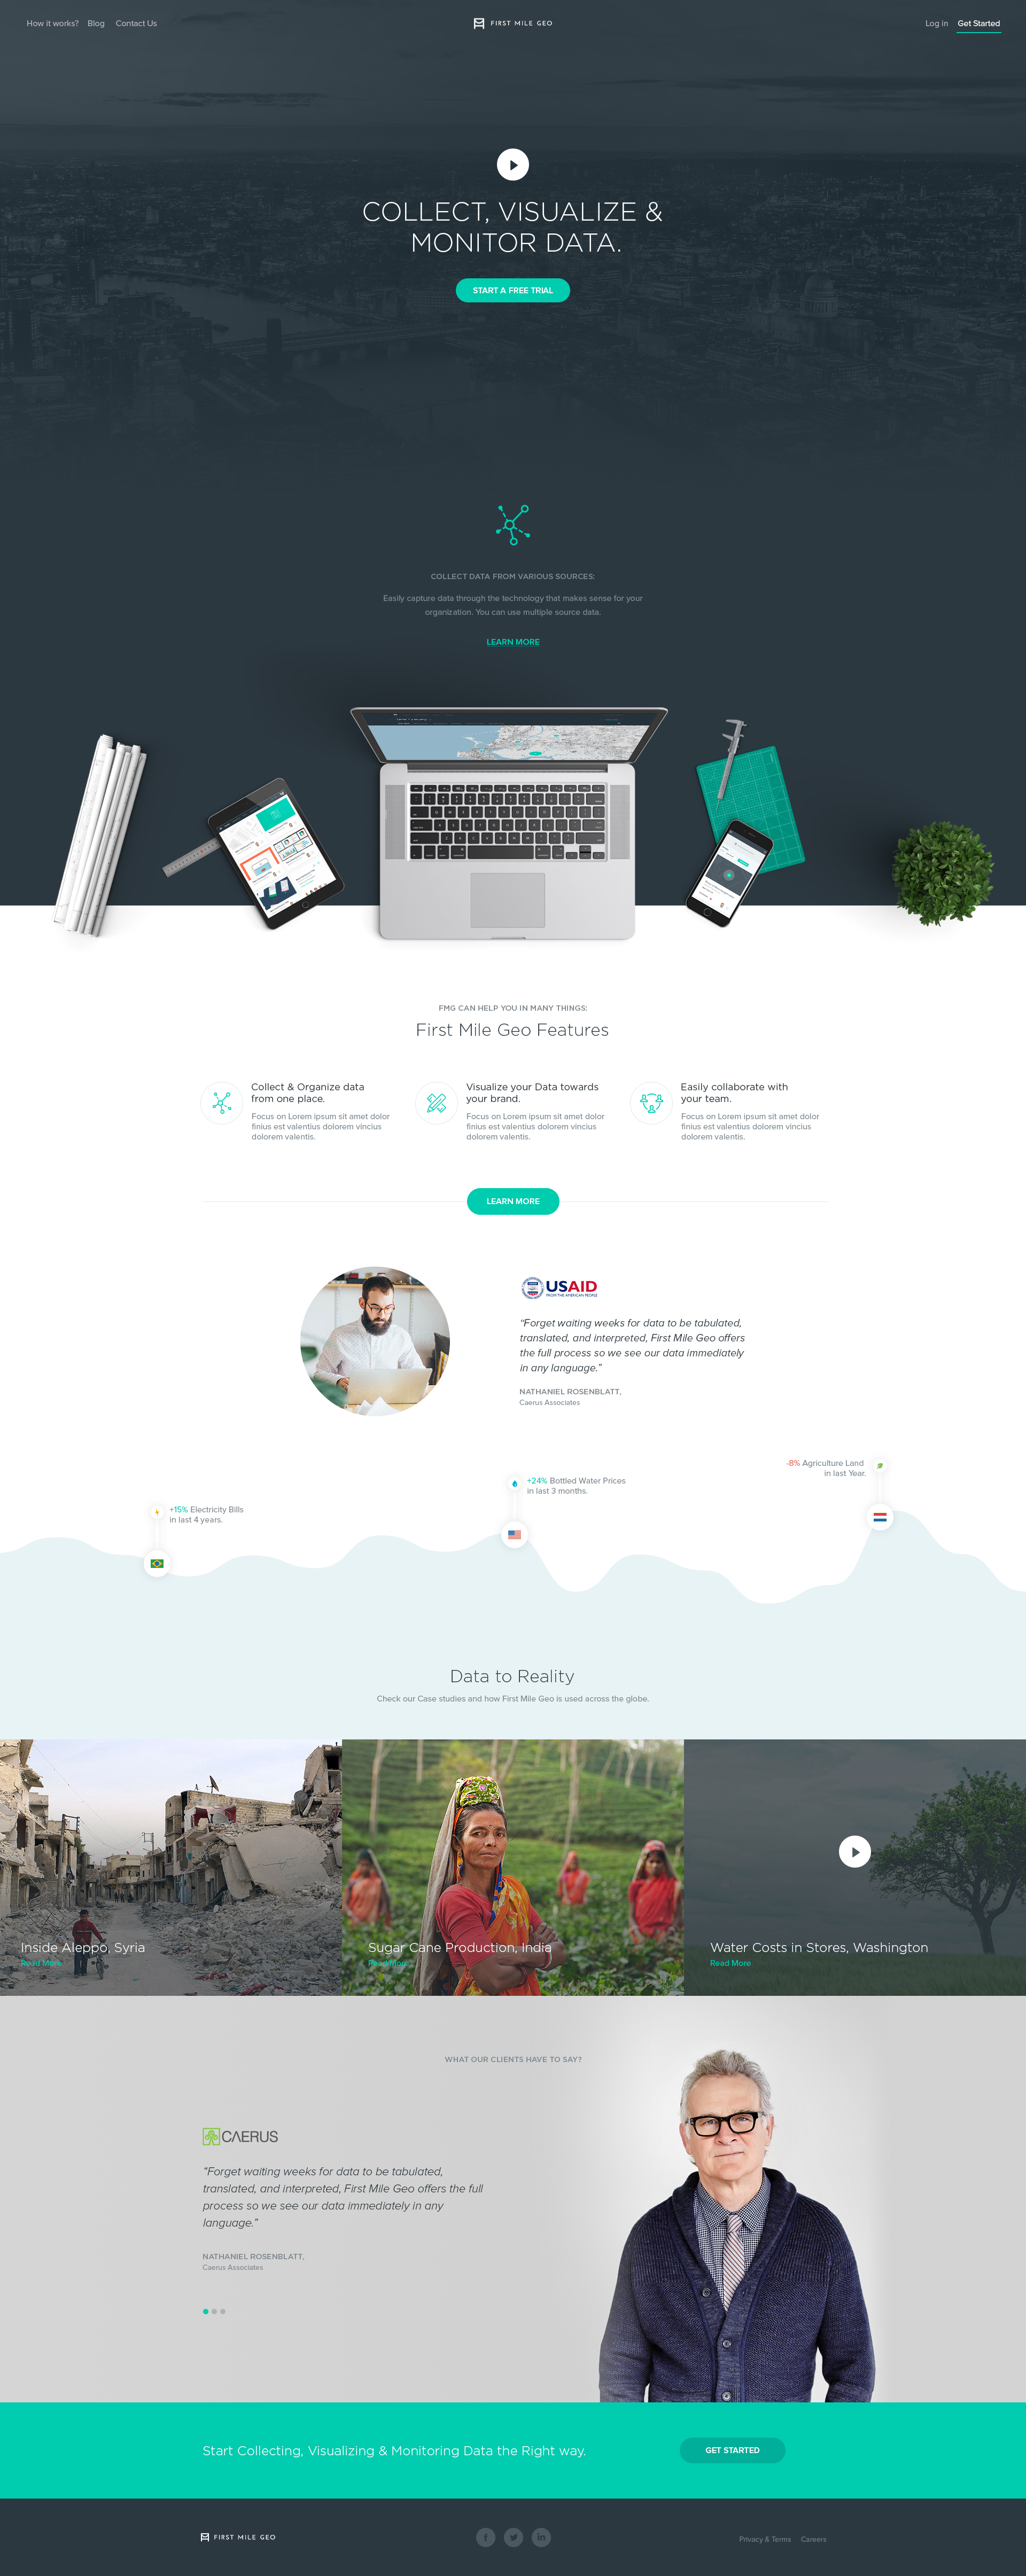 How it works? Blog Contact Us
FIRST MILE GEO
Log in Get Started
COLLECT, VISUALIZE &
MONITOR DATA.
START A FREE TRIAL
COLLECT DATA FROM VARIOUS SOURCES:
Easily capture data through the technology that makes sense for your
organization. You can use multiple source data.
LEARN MORE
FMG CAN HELP YOU IN MANY THINGS:
First Mile Geo Features
Collect & Organize data
from one place.
Focus on Lorem ipsum sit amet dolor
finius est valentius dolorem vincius
dolorem valentis.
Visualize your Data towards
your brand.
Focus on Lorem ipsum sit amet dolor
finius est valentius dolorem vincius
dolorem valentis.
Easily collaborate with
your team.
Focus on Lorem ipsum sit amet dolor
finius est valentius dolorem vincius
dolorem valentis.
LEARN MORE
USAID
FROM THE AMERICAN PEOPLE
“Forget waiting weeks for data to be tabulated,
translated, and interpreted, First Mile Geo offers
the full process so we see our data immediately
in any language.”
NATHANIEL ROSENBLATT,
Caerus Associates
+15% Electricity Bills
in last 4 years.
+24% Bottled Water Prices
in last 3 months.
-8% Agriculture Land
in last Year.
Data to Reality
Check our Case studies and how First Mile Geo is used across the globe.
Inside Aleppo, Syria
Read More
Sugar Cane Production, India
Read More
Water Costs in Stores, Washington
Read More
WHAT OUR CLIENTS HAVE TO SAY?
CAERUS
“Forget waiting weeks for data to be tabulated,
translated, and interpreted, First Mile Geo offers the full
process so we see our data immediately in any
language.”
NATHANIEL ROSENBLATT,
Caerus Associates
Start Collecting, Visualizing & Monitoring Data the Right way.
GET STARTED
FIRST MILE GEO
f
in
Privacy & Terms Careers